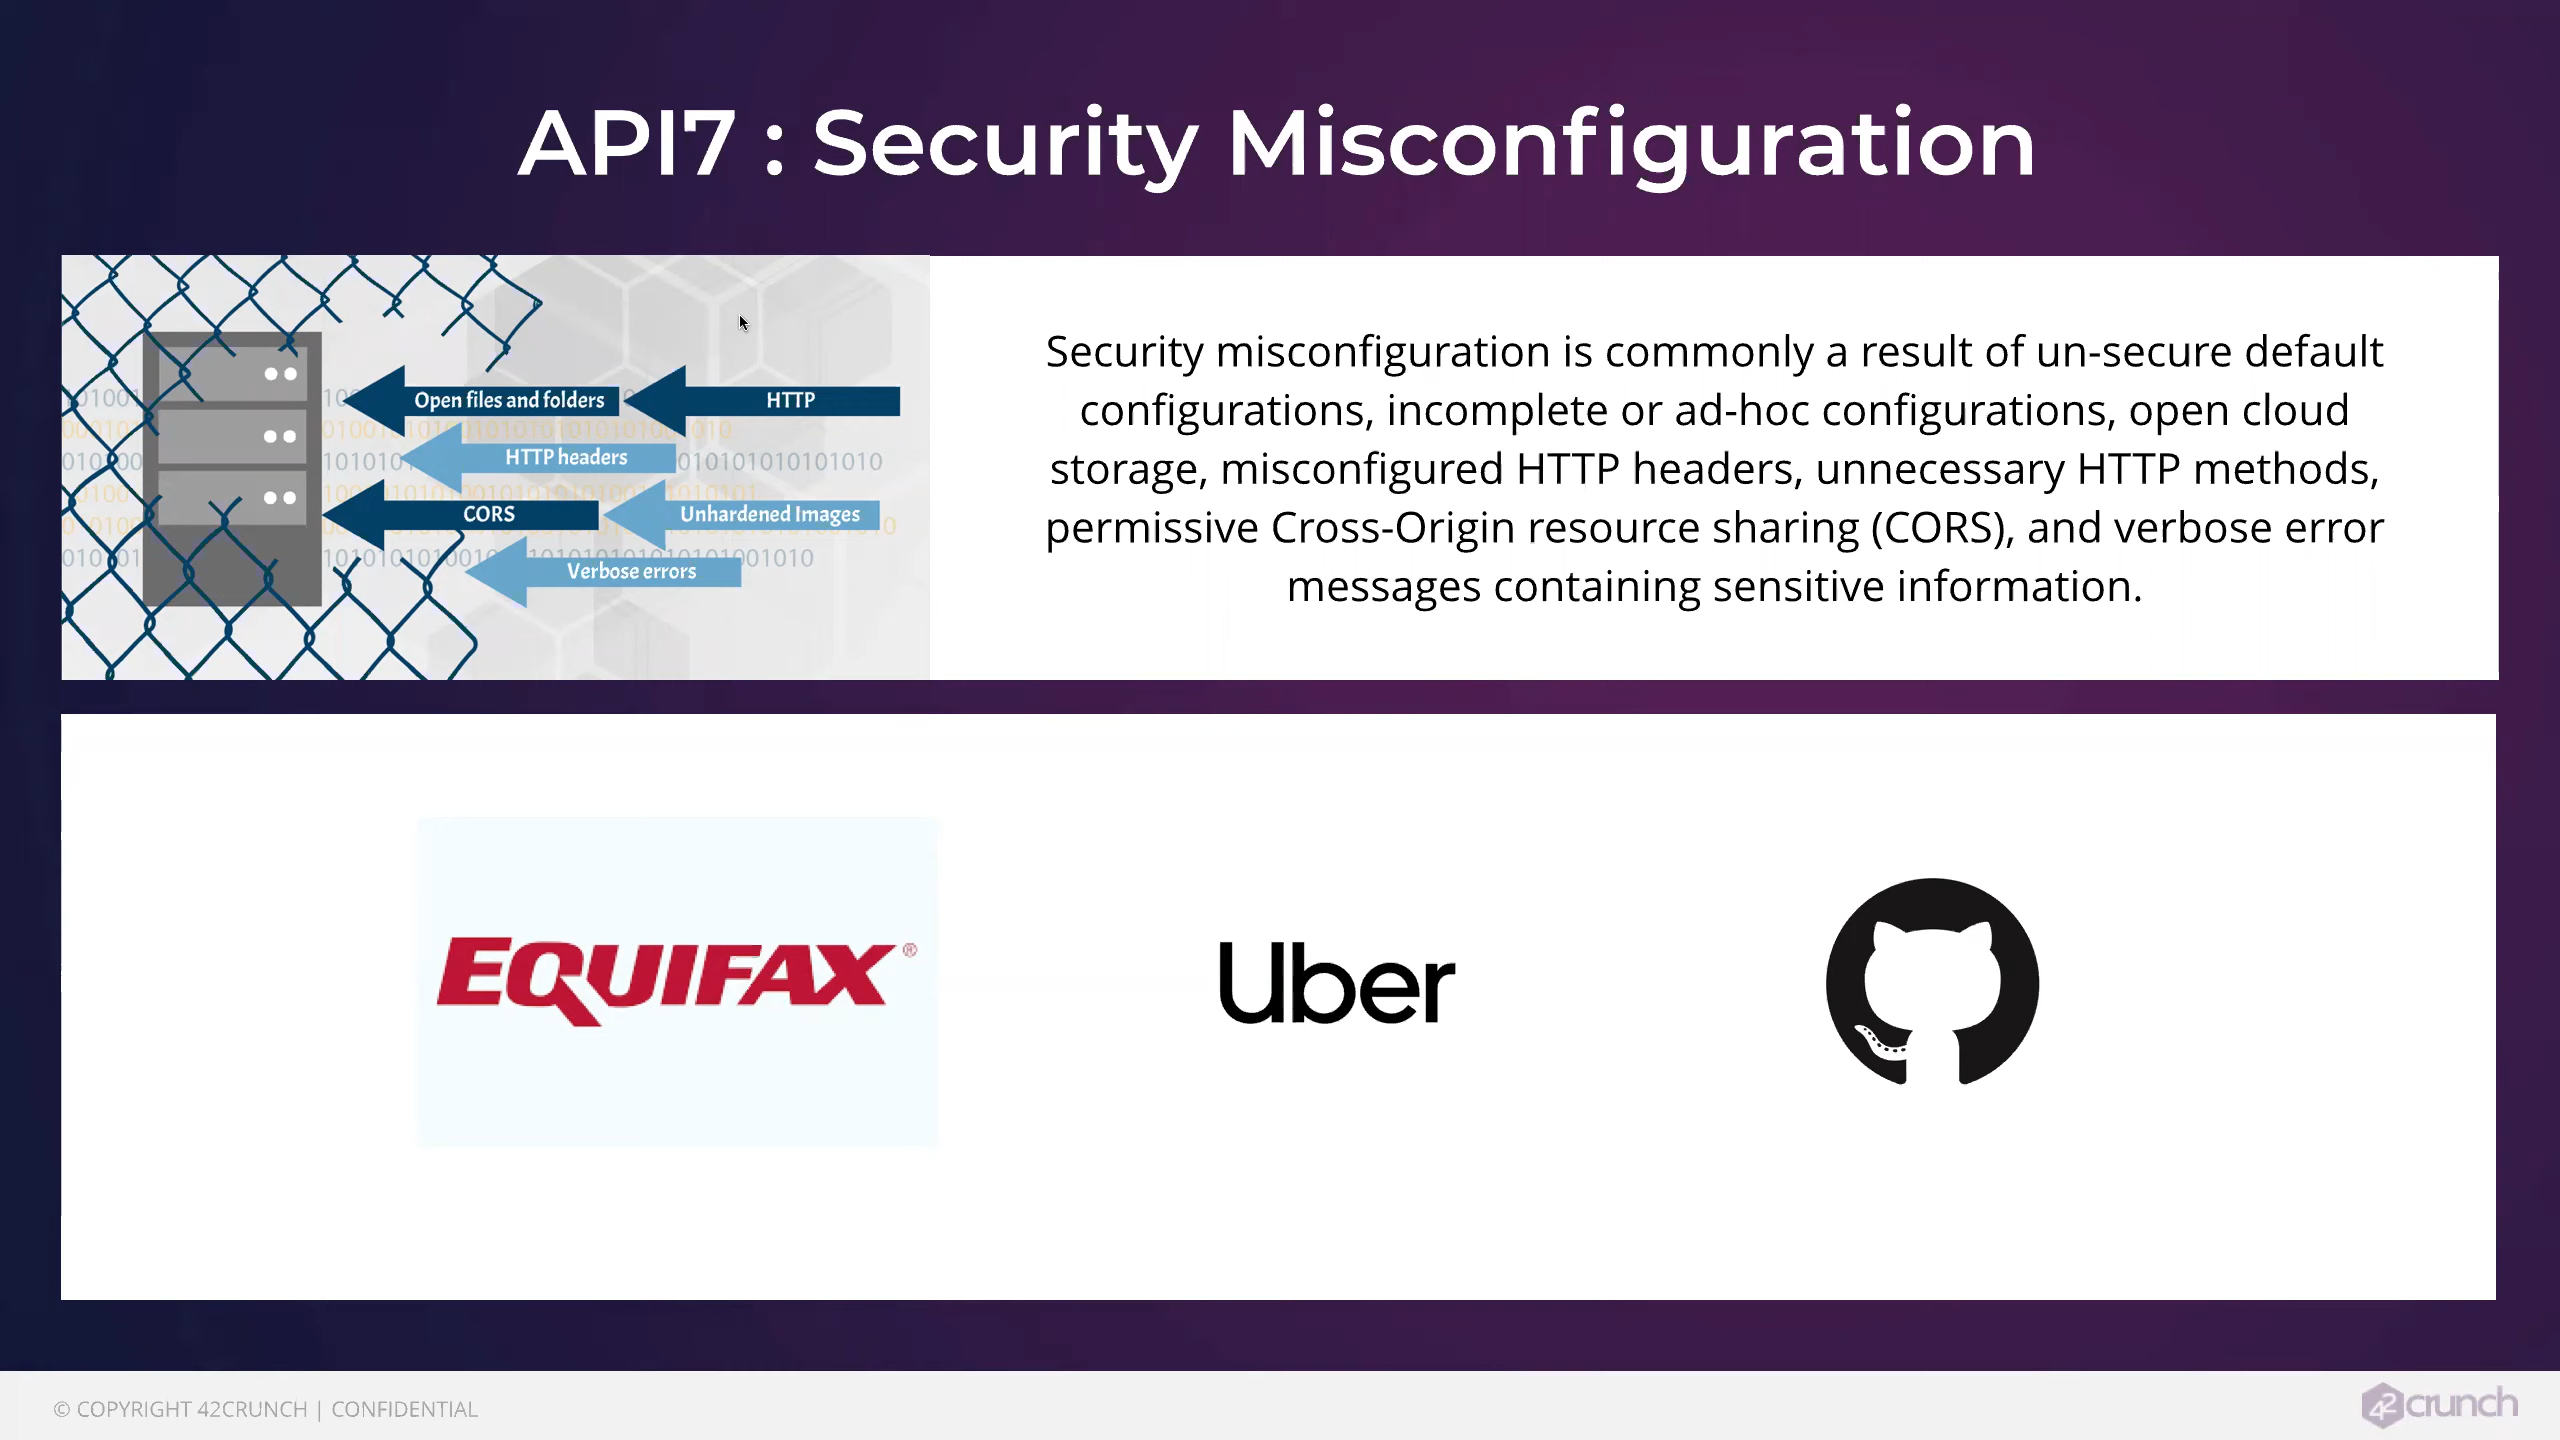 API7 : Security Misconfiguration
Open files and folders
HTTP
HTTP headers
CORS
Unhardened Images
Verbose errors
Security misconfiguration is commonly a result of un-secure default
configurations, incomplete or ad-hoc configurations, open cloud
storage, misconfigured HTTP headers, unnecessary HTTP methods,
permissive Cross-Origin resource sharing (CORS), and verbose error
messages containing sensitive information.
EQUIFAX®
Uber
© COPYRIGHT 42CRUNCH | CONFIDENTIAL
42crunch